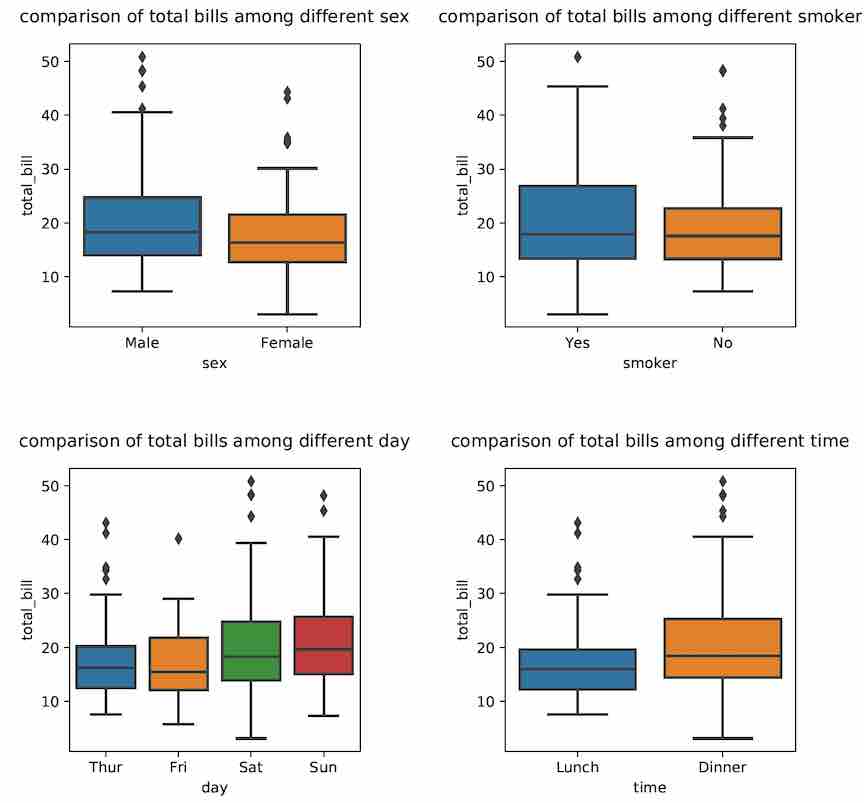 comparison of total bills among different sex
50
40
30
20
10
total_bill
Male Female
sex
comparison of total bills among different smoker
50
40
30
20
10
total_bill
Yes No
smoker
comparison of total bills among different day
50
40
30
20
10
total_bill
Thur Fri Sat Sun
day
comparison of total bills among different time
50
40
30
20
10
total_bill
Lunch Dinner
time